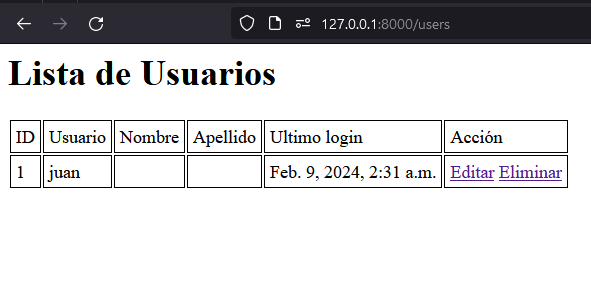 127.0.0.1:8000/users
Lista de Usuarios
ID Usuario Nombre Apellido Ultimo login Acción
1 juan Feb. 9, 2024, 2:31 a.m. Editar Eliminar